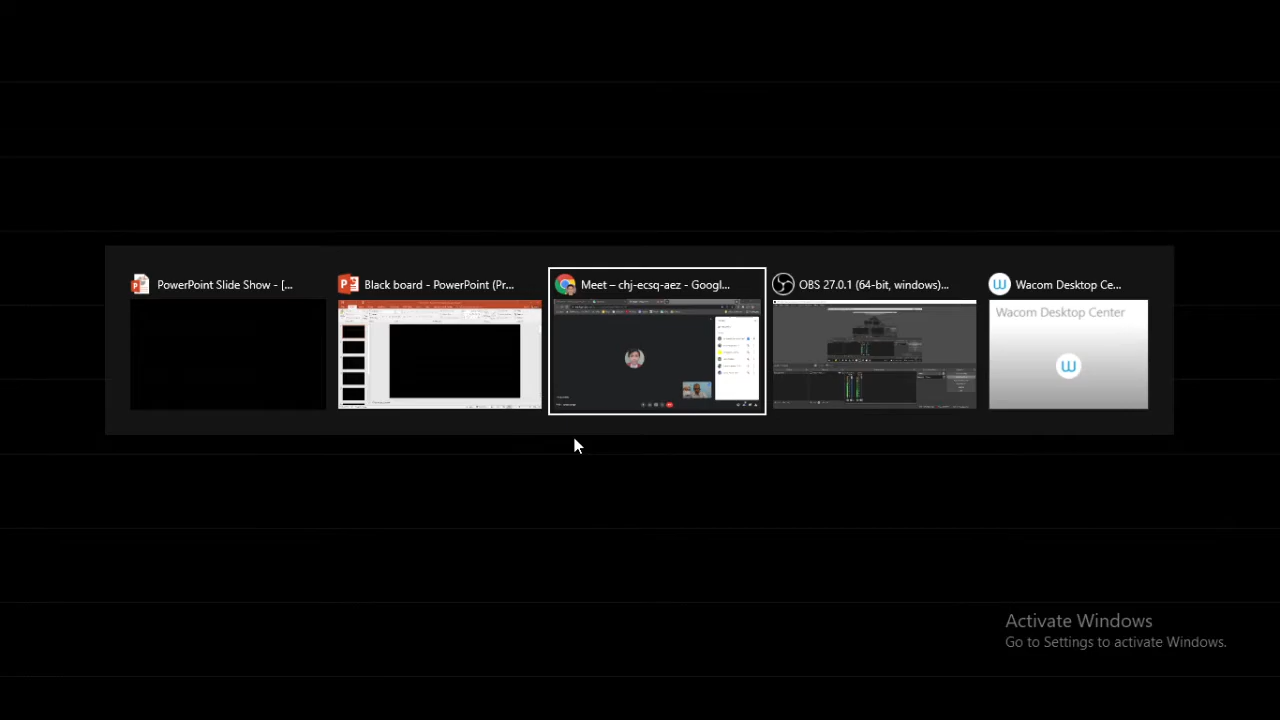 PowerPoint Slide Show - [...
Black board - PowerPoint (Pr...
Meet – chj-ecsq-aez - Googl...
OBS 27.0.1 (64-bit, windows)...
Wacom Desktop Ce...
Wacom Desktop Center
Activate Windows
Go to Settings to activate Windows.